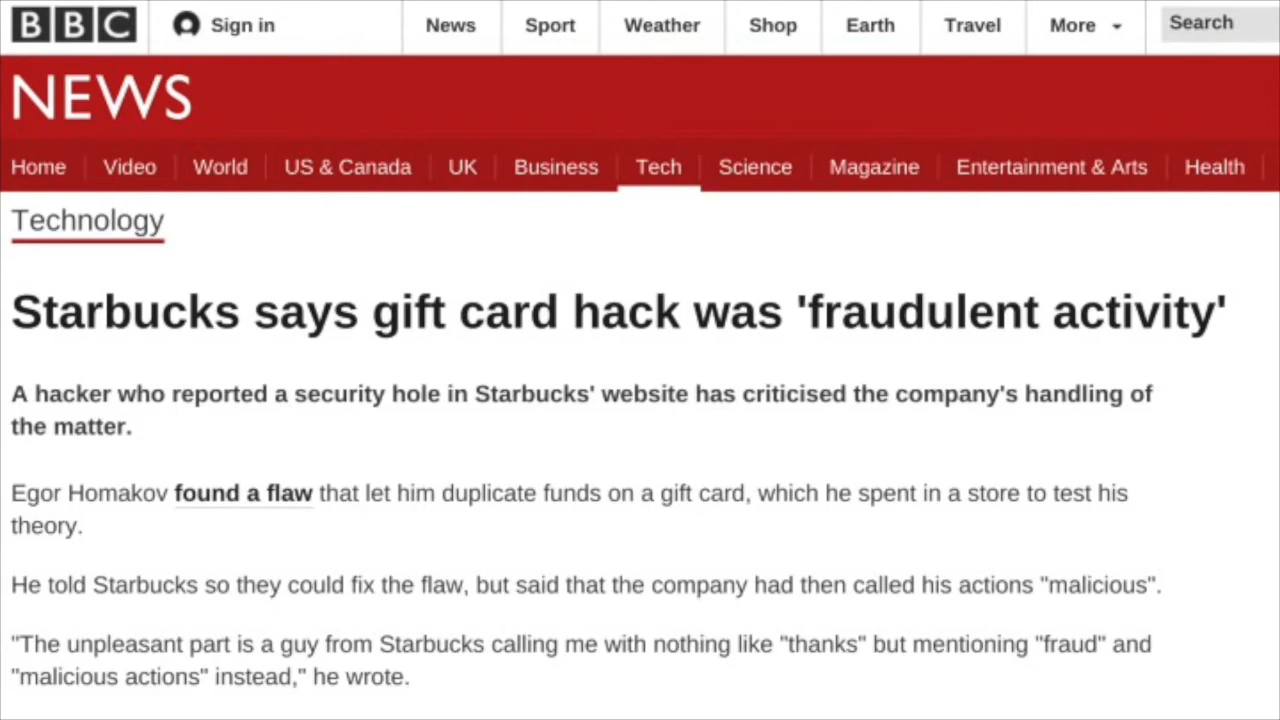 BBC Sign in News Sport Weather Shop Earth Travel More Search
NEWS
Home Video World US & Canada UK Business Tech Science Magazine Entertainment & Arts Health
Technology
Starbucks says gift card hack was 'fraudulent activity'
A hacker who reported a security hole in Starbucks' website has criticised the company's handling of
the matter.
Egor Homakov found a flaw that let him duplicate funds on a gift card, which he spent in a store to test his
theory.
He told Starbucks so they could fix the flaw, but said that the company had then called his actions "malicious".
"The unpleasant part is a guy from Starbucks calling me with nothing like "thanks" but mentioning "fraud" and
"malicious actions" instead," he wrote.